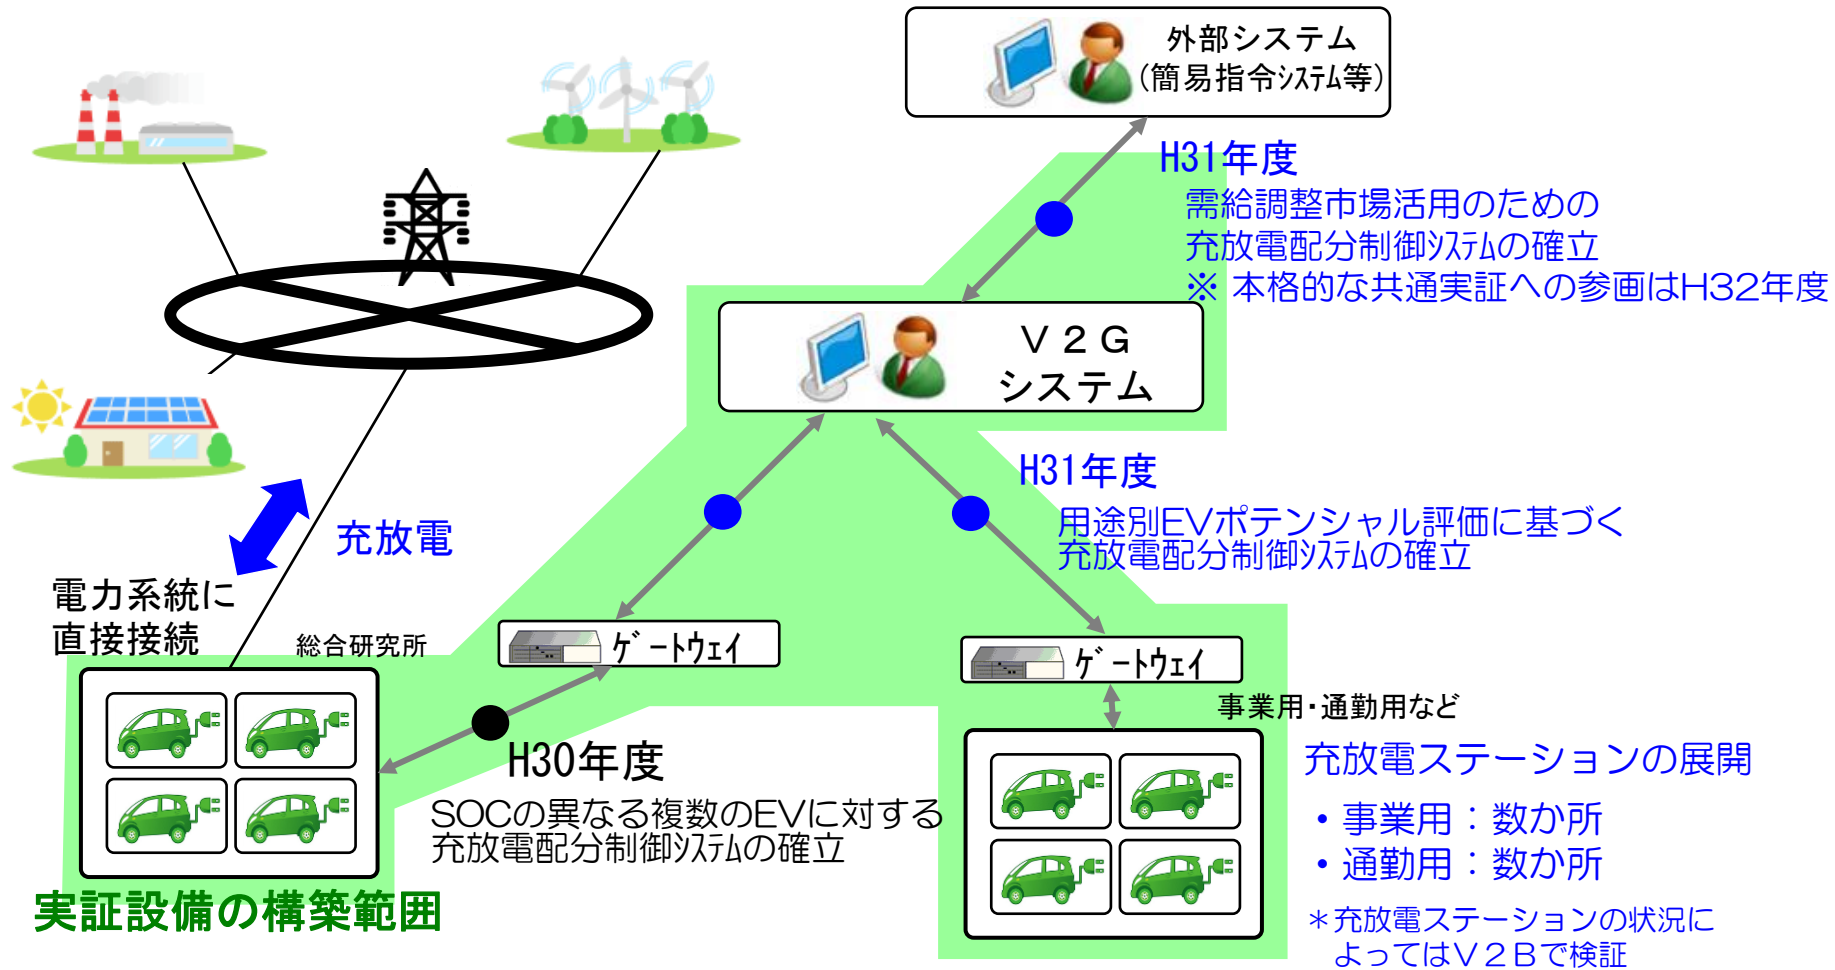 外部システム
(簡易指令ｼｽﾃﾑ等)
H31年度
需給調整市場活用のための
充放電配分制御ｼｽﾃﾑの確立
※ 本格的な共通実証への参画はH32年度
Ｖ２Ｇ
システム
H31年度
用途別EVポテンシャル評価に基づく
充放電配分制御ｼｽﾃﾑの確立
充放電
電力系統に
直接接続
総合研究所
ｹﾞｰﾄｳｪｲ
ｹﾞｰﾄｳｪｲ
事業用・通勤用など
H30年度
SOCの異なる複数のEVに対する
充放電配分制御ｼｽﾃﾑの確立
充放電ステーションの展開
・事業用：数か所
・通勤用：数か所
＊充放電ステーションの状況に
よってはＶ２Ｂで検証
実証設備の構築範囲